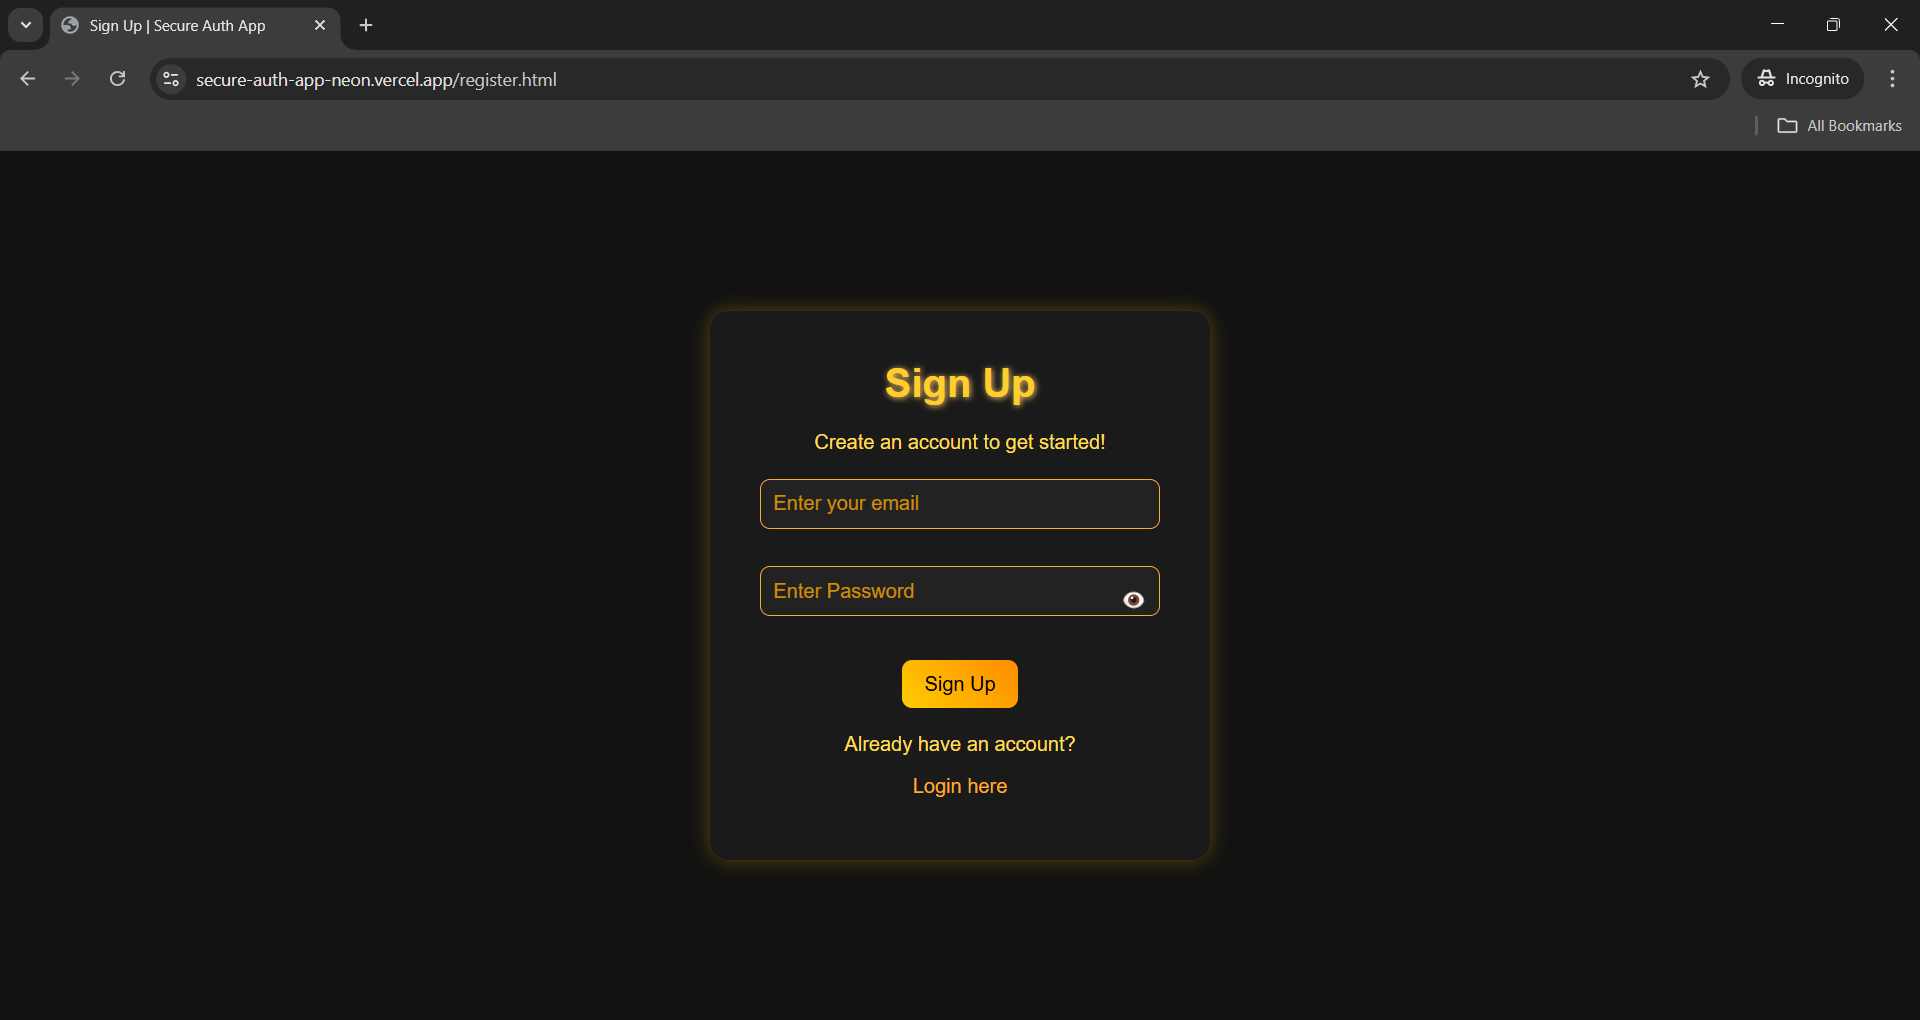 Sign Up | Secure Auth App
secure-auth-app-neon.vercel.app/register.html
Incognito
All Bookmarks
Sign Up
Create an account to get started!
Enter your email
Enter Password
Sign Up
Already have an account?
Login here